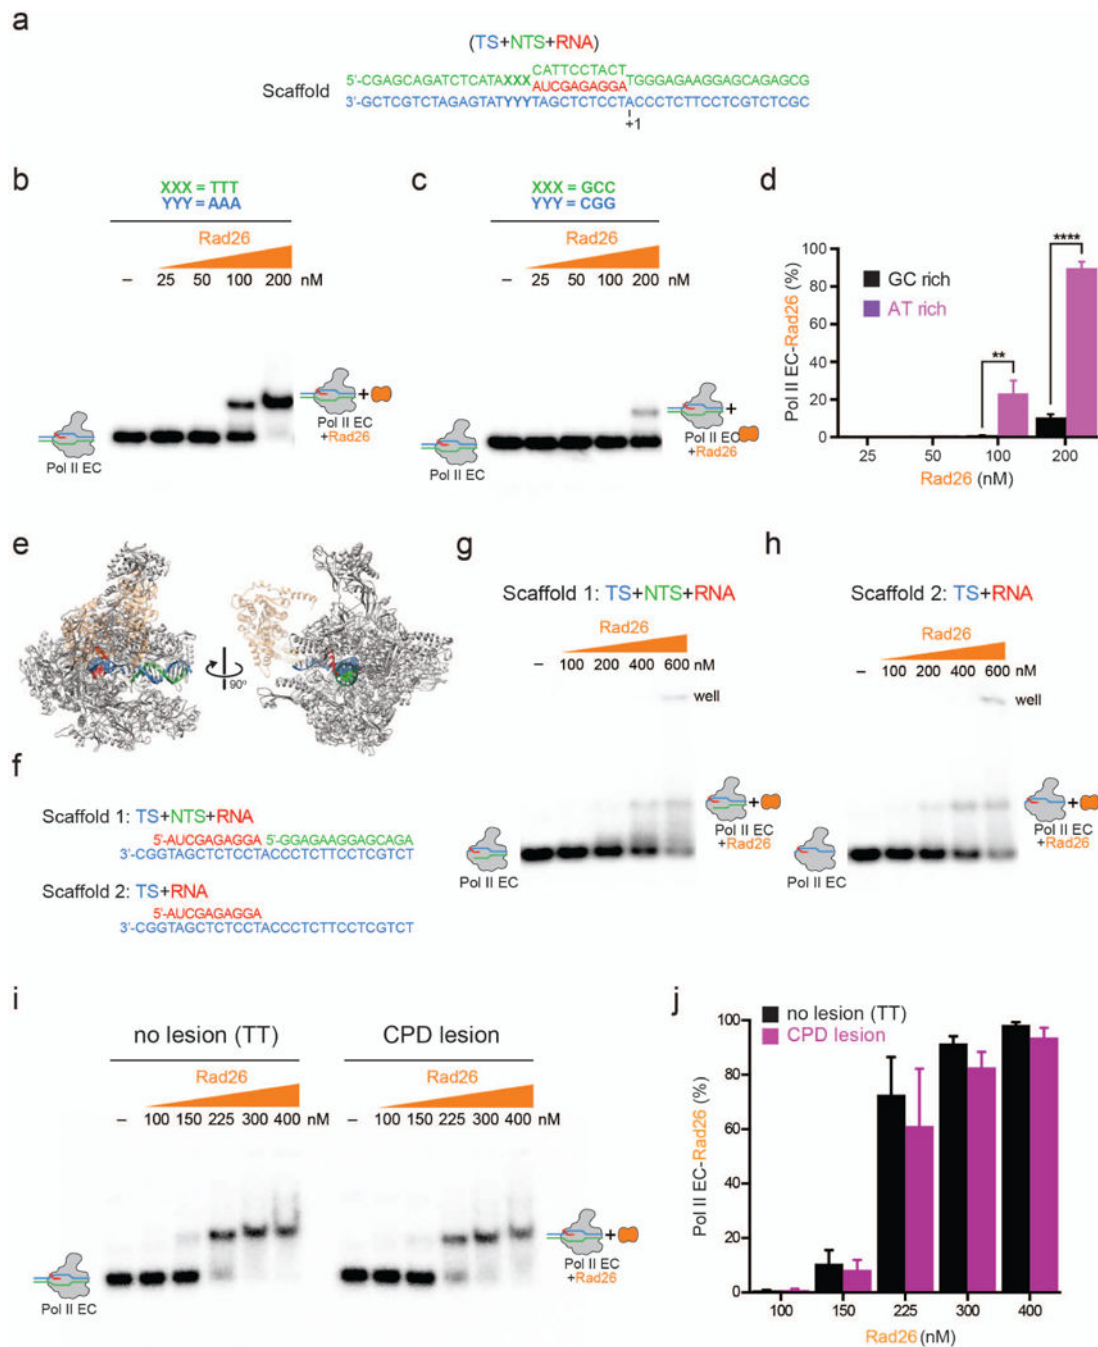 a
(TS+NTS+RNA)
Scaffold
CATTCCTACT
5'-CGAGCAGATCTCATAXXX TGGGAGAAGGAGCAGAGCG
AUCGAGAGGA
3'-GCTCGTCTAGAGTATYYYTAGCTCTCCTACCCTCTTCCTCGTCTCGC
+1
b
XXX = TTT
YYY = AAA
Rad26
– 25 50 100 200 nM
Pol II EC
+
Pol II EC
+Rad26
c
XXX = GCC
YYY = CGG
Rad26
– 25 50 100 200 nM
Pol II EC
+
Pol II EC
+Rad26
d
Pol II EC-Rad26 (%)
100
80
60
40
20
0
GC rich
AT rich
**
****
25 50 100 200
Rad26 (nM)
e
90°
f
Scaffold 1: TS+NTS+RNA
5'-AUCGAGAGGA 5'-GGAGAAGGAGCAGA
3'-CGGTAGCTCTCCTACCCTCTTCCTCGTCT
Scaffold 2: TS+RNA
5'-AUCGAGAGGA
3'-CGGTAGCTCTCCTACCCTCTTCCTCGTCT
g
Scaffold 1: TS+NTS+RNA
Rad26
– 100 200 400 600 nM
well
Pol II EC
+
Pol II EC
+Rad26
h
Scaffold 2: TS+RNA
Rad26
– 100 200 400 600 nM
well
Pol II EC
+
Pol II EC
+Rad26
i
no lesion (TT)
Rad26
– 100 150 225 300 400 nM
CPD lesion
Rad26
– 100 150 225 300 400 nM
Pol II EC
+
Pol II EC
+Rad26
j
Pol II EC-Rad26 (%)
100
80
60
40
20
0
no lesion (TT)
CPD lesion
100 150 225 300 400
Rad26 (nM)